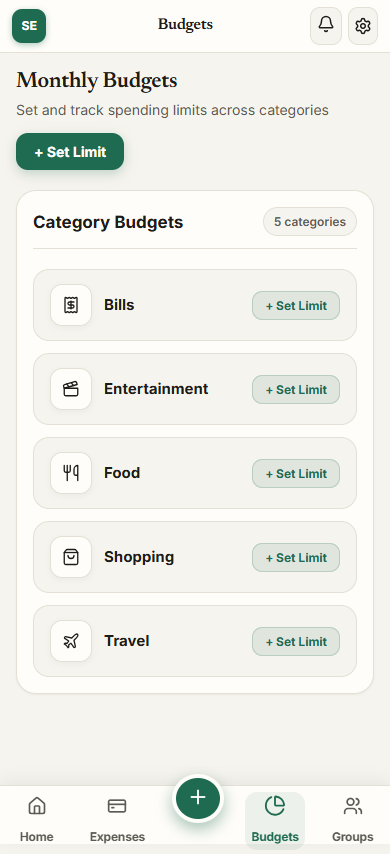 SE
Budgets
Monthly Budgets
Set and track spending limits across categories
+ Set Limit
Category Budgets
5 categories
Bills
+ Set Limit
Entertainment
+ Set Limit
Food
+ Set Limit
Shopping
+ Set Limit
Travel
+ Set Limit
Home
Expenses
+
Budgets
Groups